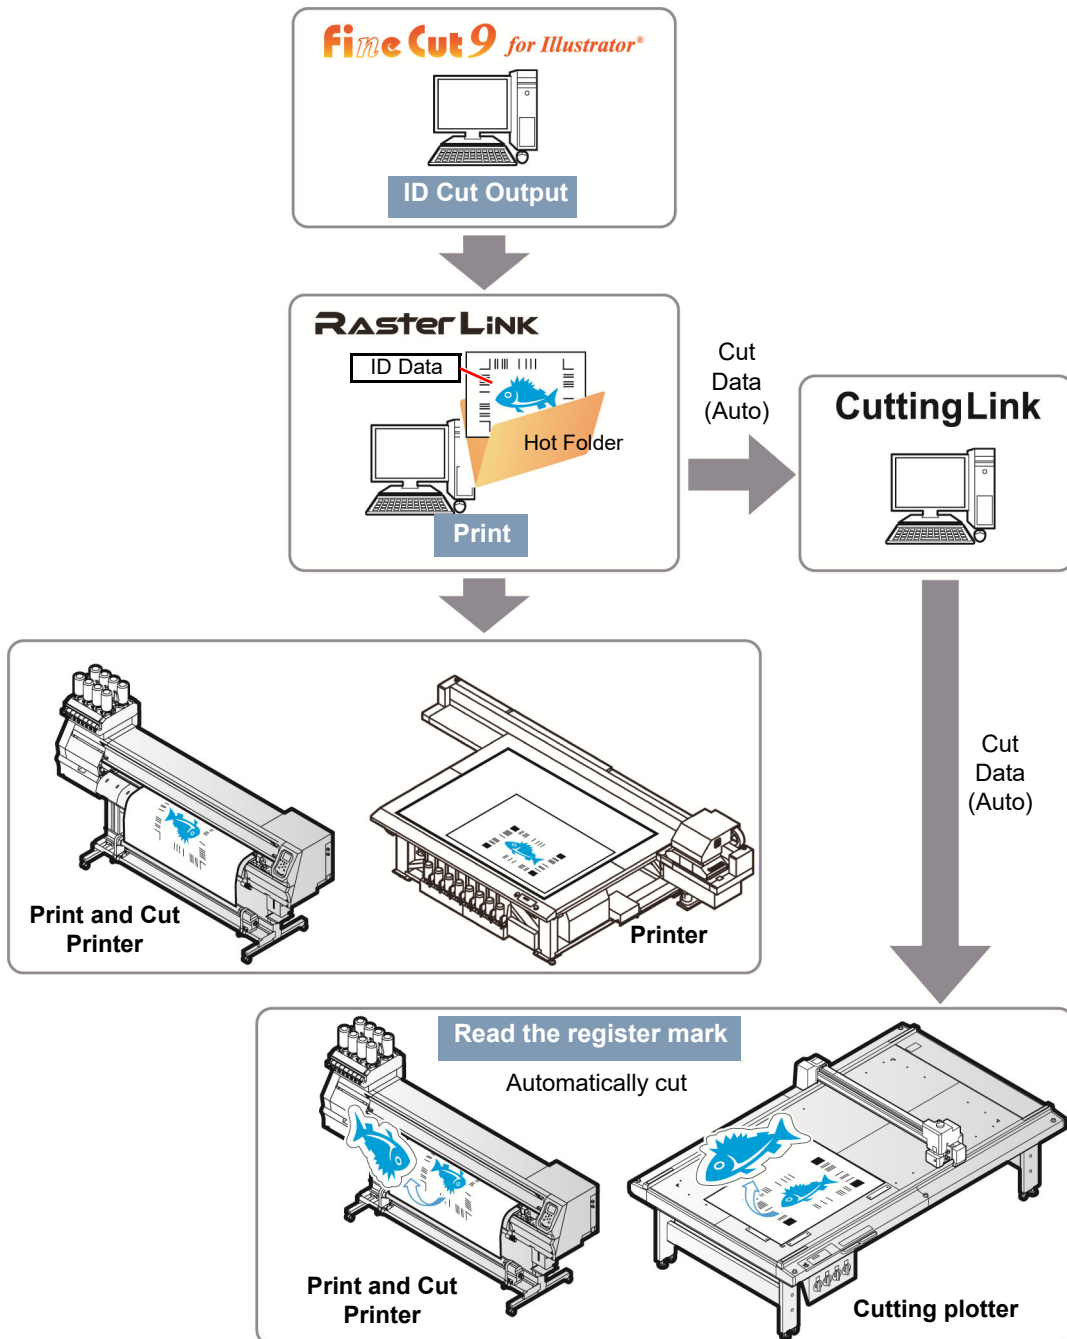 FineCut9 for Illustrator®
ID Cut Output
RasterLink
ID Data
Hot Folder
Print
Cut
Data
(Auto)
CuttingLink
Cut
Data
(Auto)
Print and Cut
Printer
Printer
Read the register mark
Automatically cut
Print and Cut
Printer
Cutting plotter